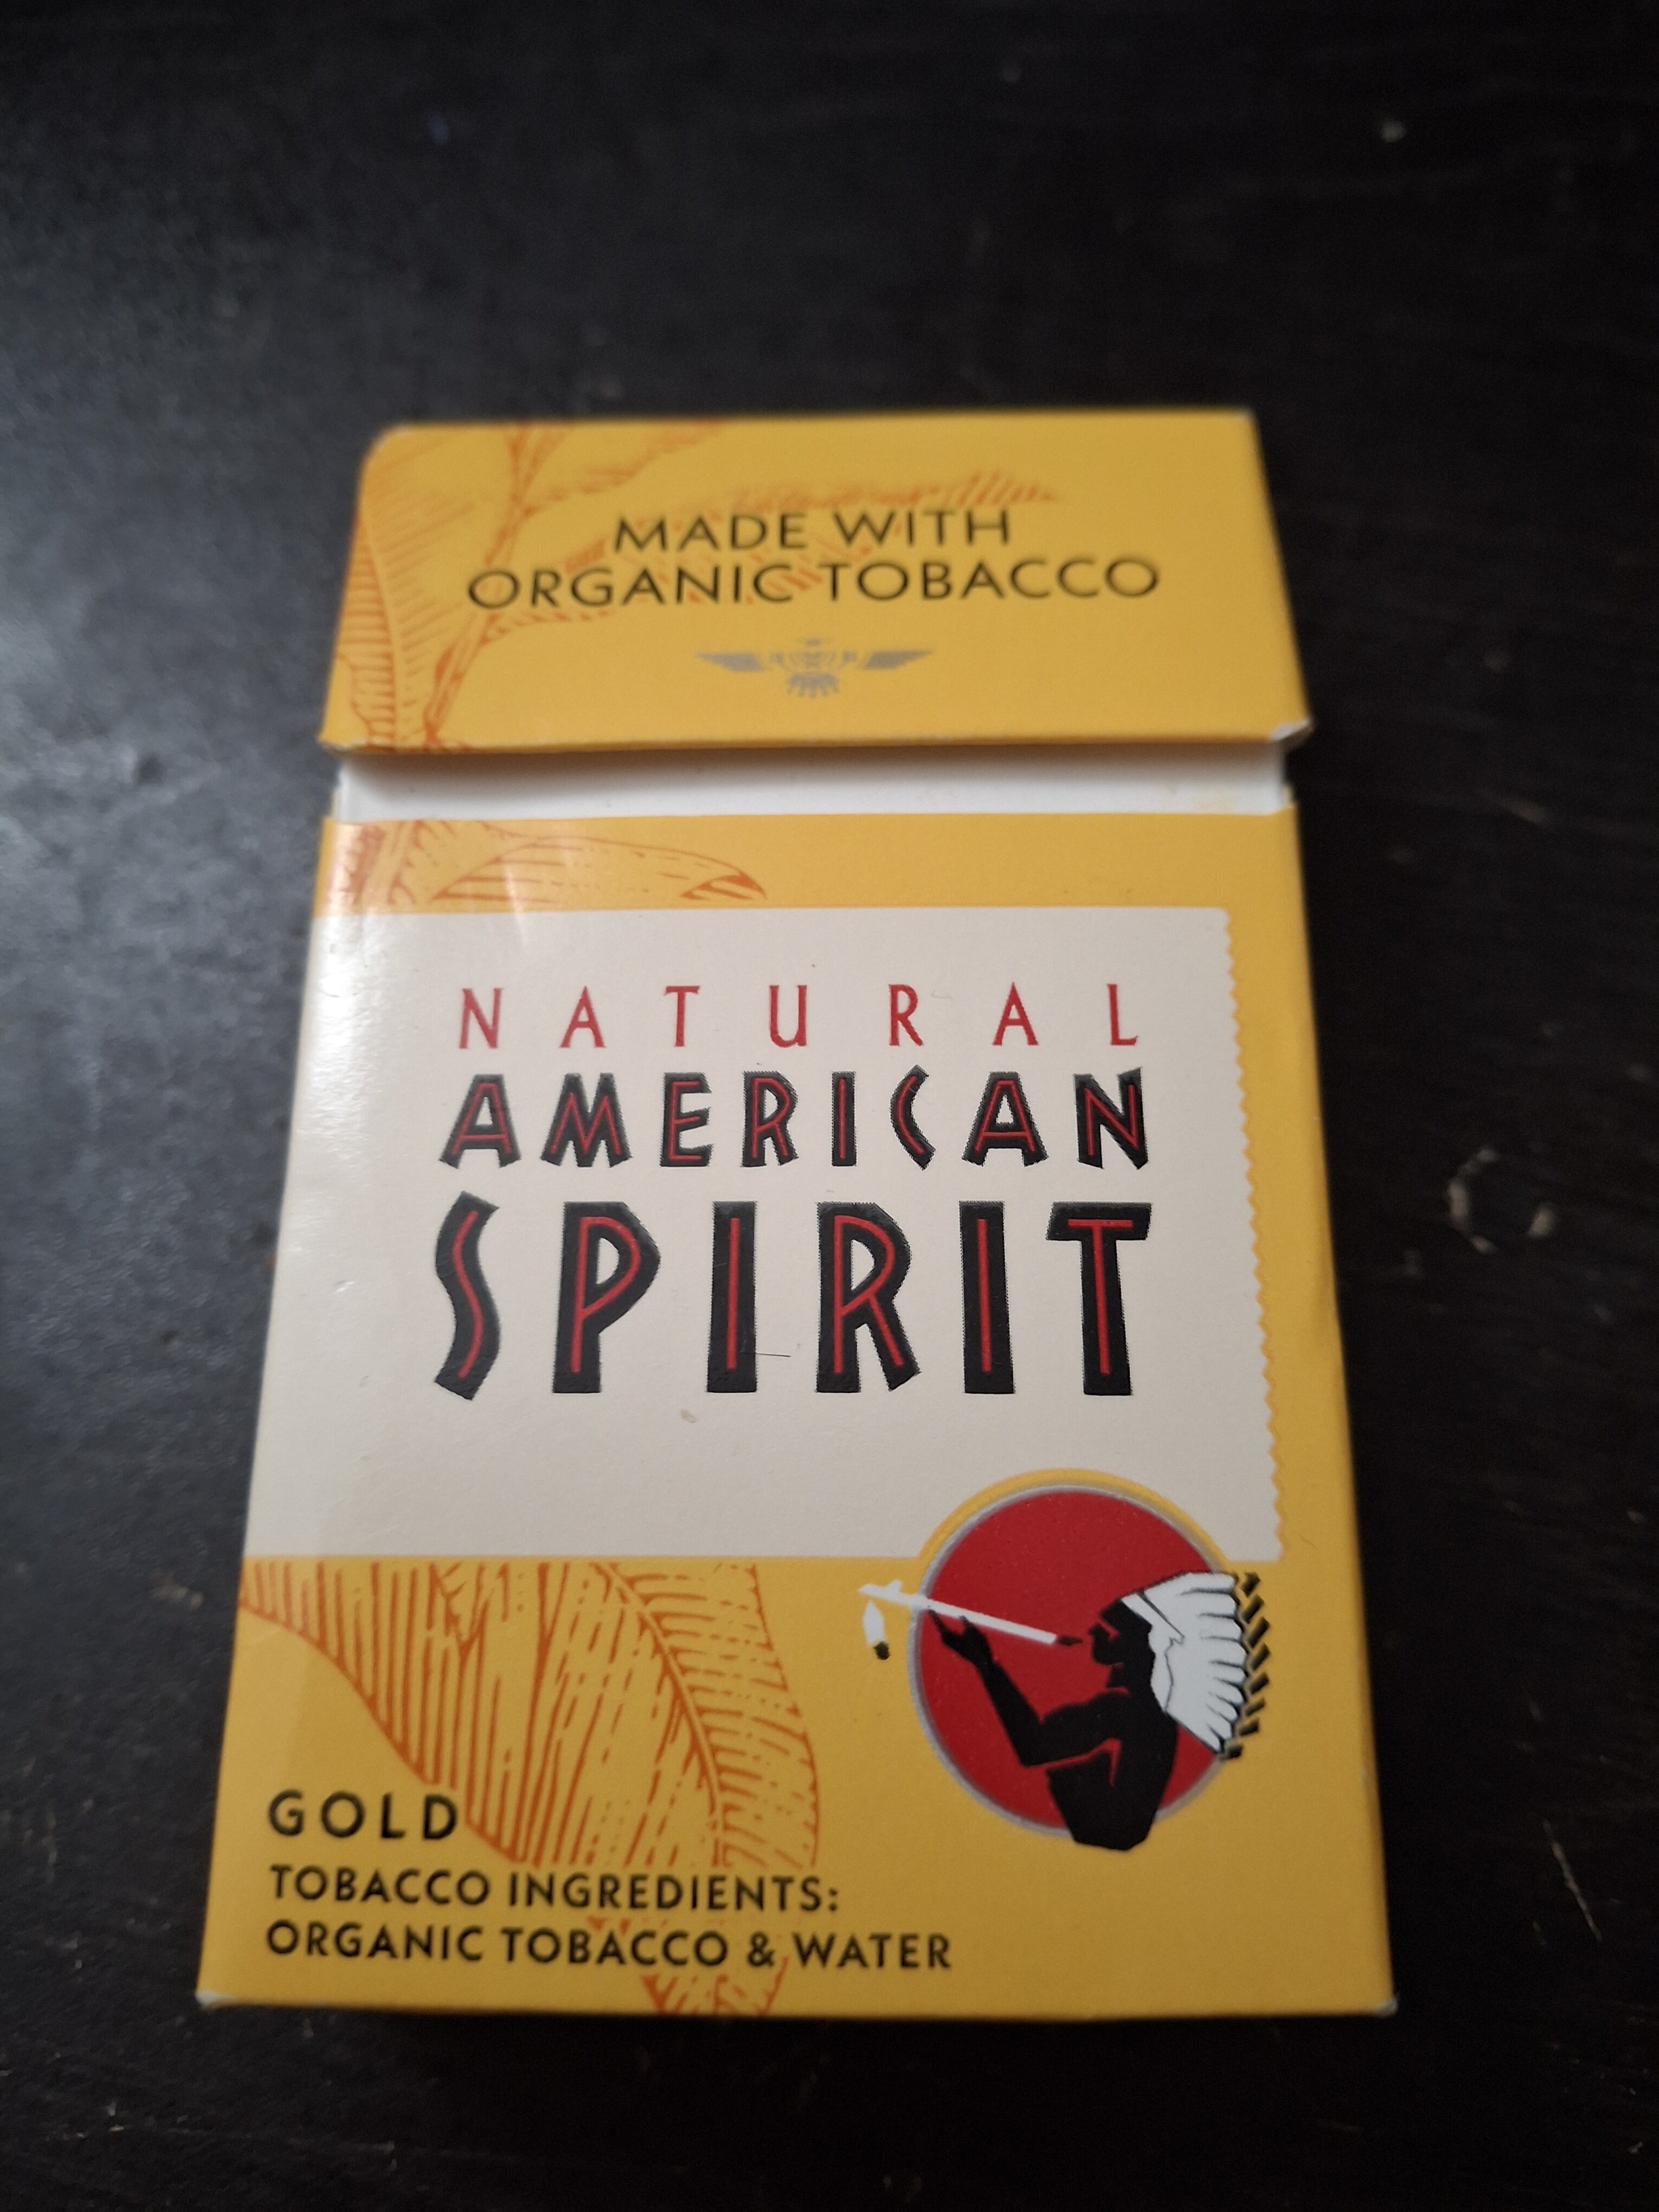 MADE WITH
ORGANIC TOBACCO
NATURAL
AMERICAN
SPIRIT
GOLD
TOBACCO INGREDIENTS:
ORGANIC TOBACCO & WATER